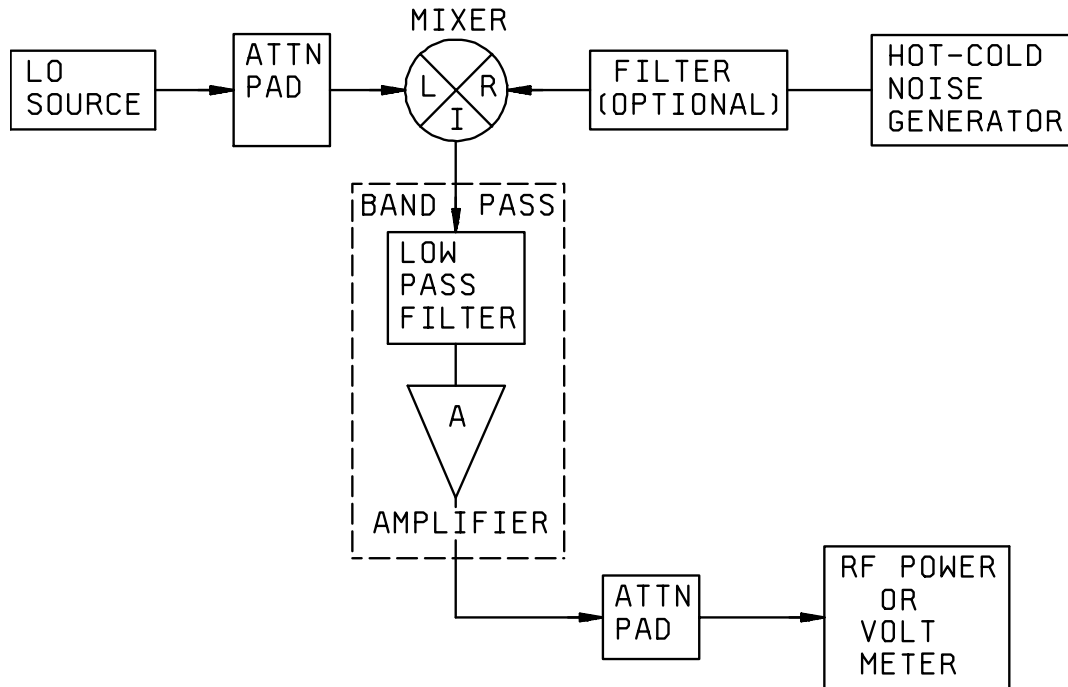 MIXER
LO
SOURCE
ATTN
PAD
L
R
I
FILTER
(OPTIONAL)
HOT-COLD
NOISE
GENERATOR
BAND PASS
LOW
PASS
FILTER
A
AMPLIFIER
ATTN
PAD
RF POWER
OR
VOLT
METER